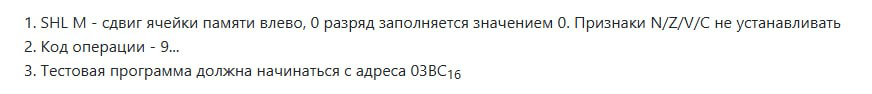 1. SHL M - сдвиг ячейки памяти влево, 0 разряд заполняется значением 0. Признаки N/Z/V/C не устанавливать
2. Код операции - 9...
3. Тестовая программа должна начинаться с адреса 03BC₁₆